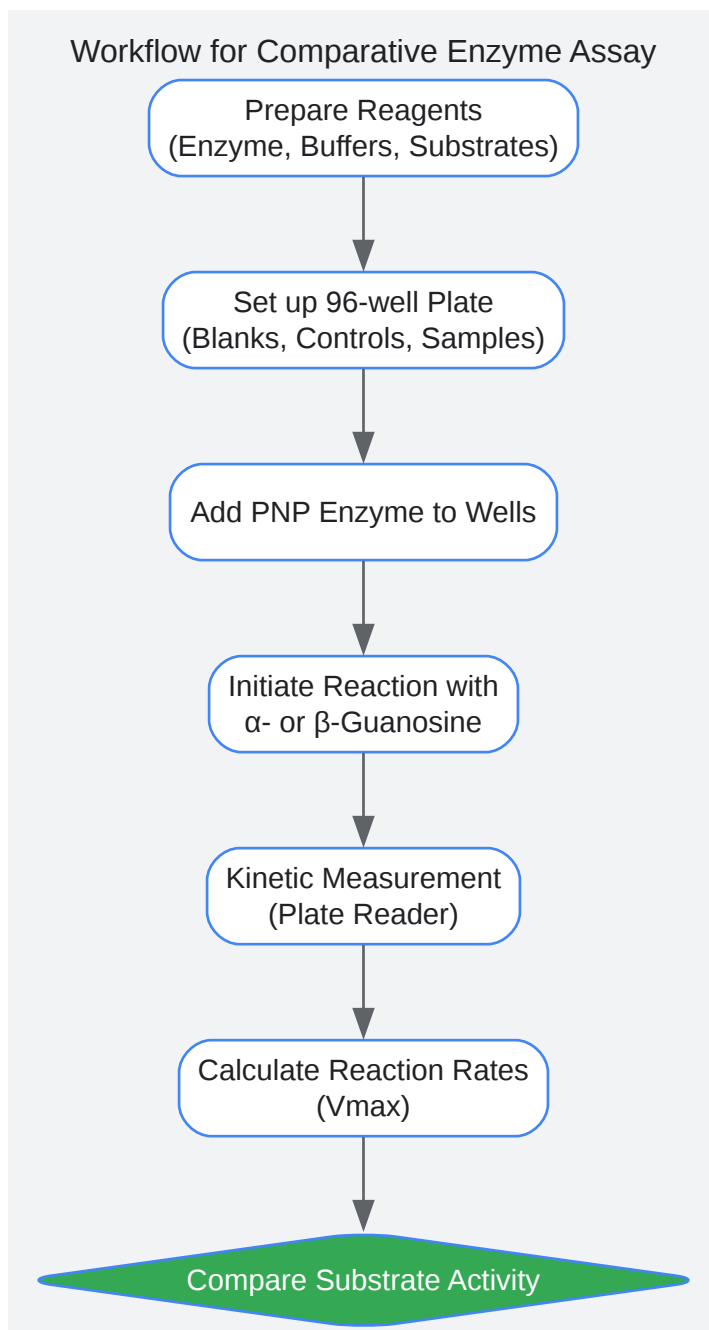 Workflow for Comparative Enzyme Assay
Prepare Reagents
(Enzyme, Buffers, Substrates)
Set up 96-well Plate
(Blanks, Controls, Samples)
Add PNP Enzyme to Wells
Initiate Reaction with
α- or β-Guanosine
Kinetic Measurement
(Plate Reader)
Calculate Reaction Rates
(Vmax)
Compare Substrate Activity